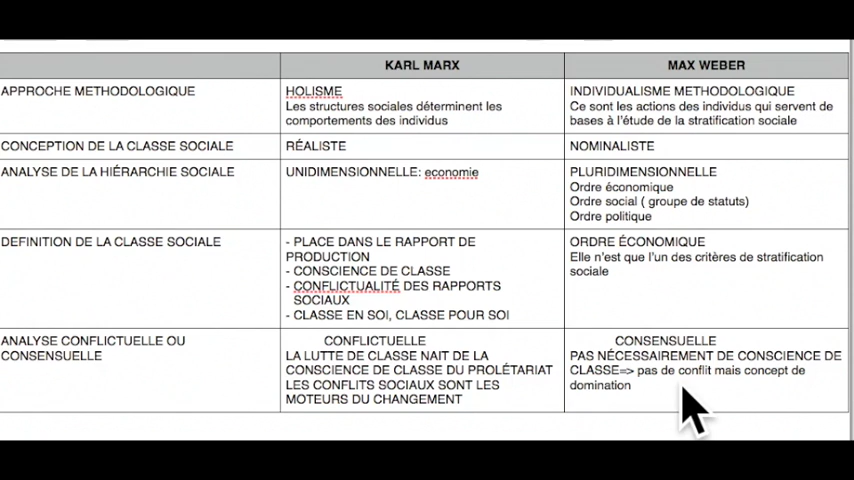 KARL MARX
MAX WEBER
APPROCHE METHODOLOGIQUE
HOLISME
Les structures sociales déterminent les
comportements des individus
INDIVIDUALISME METHODOLOGIQUE
Ce sont les actions des individus qui servent de
bases à l'étude de la stratification sociale
CONCEPTION DE LA CLASSE SOCIALE
RÉALISTE
NOMINALISTE
ANALYSE DE LA HIÉRARCHIE SOCIALE
UNIDIMENSIONNELLE: economie
PLURIDIMENSIONNELLE
Ordre économique
Ordre social ( groupe de statuts)
Ordre politique
DEFINITION DE LA CLASSE SOCIALE
- PLACE DANS LE RAPPORT DE
PRODUCTION
- CONSCIENCE DE CLASSE
- CONFLICTUALITÉ DES RAPPORTS
SOCIAUX
- CLASSE EN SOI, CLASSE POUR SOI
ORDRE ÉCONOMIQUE
Elle n'est que l'un des critères de stratification
sociale
ANALYSE CONFLICTUELLE OU
CONSENSUELLE
CONFLICTUELLE
LA LUTTE DE CLASSE NAIT DE LA
CONSCIENCE DE CLASSE DU PROLÉTARIAT
LES CONFLITS SOCIAUX SONT LES
MOTEURS DU CHANGEMENT
CONSENSUELLE
PAS NÉCESSAIREMENT DE CONSCIENCE DE
CLASSE=> pas de conflit mais concept de
domination